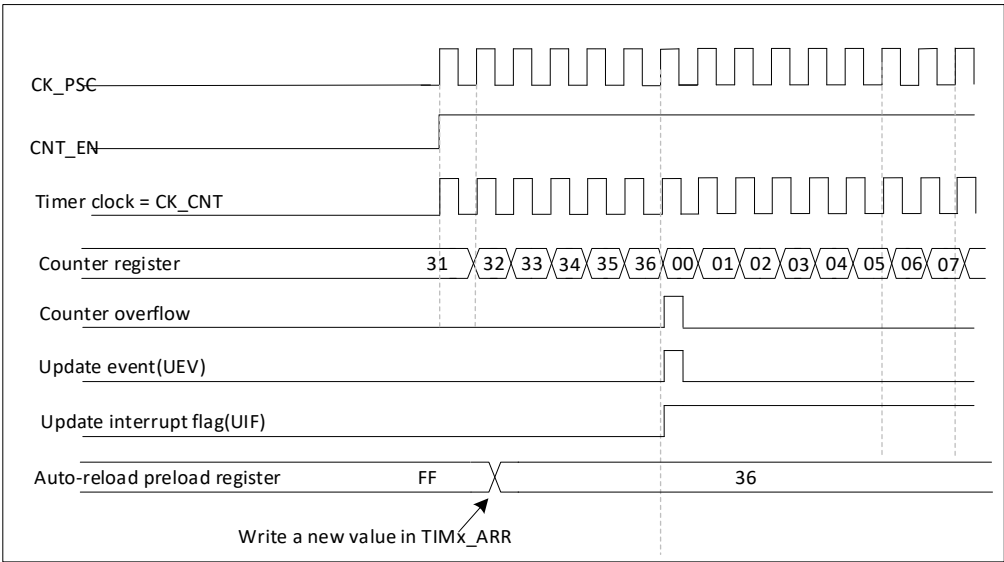 CK_PSC
CNT_EN
Timer clock = CK_CNT
Counter register 31 32 33 34 35 36 00 01 02 03 04 05 06 07
Counter overflow
Update event(UEV)
Update interrupt flag(UIF)
Auto-reload preload register FF 36
Write a new value in TIMx_ARR